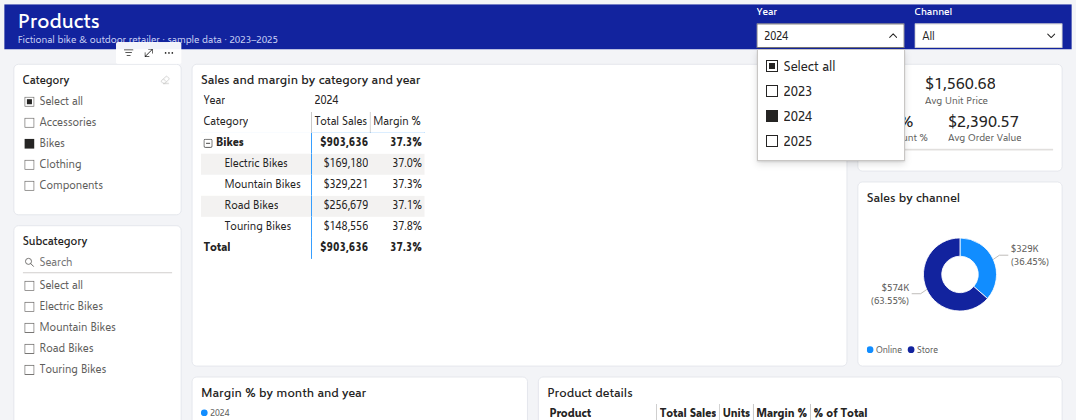 Products
Fictional bike & outdoor retailer · sample data · 2023–2025
Year
2024
Select all
2023
2024
2025
Channel
All
Category
Select all
Accessories
Bikes
Clothing
Components
Subcategory
Search
Select all
Electric Bikes
Mountain Bikes
Road Bikes
Touring Bikes
Sales and margin by category and year
Year 2024
Category Total Sales Margin %
Bikes $903,636 37.3%
Electric Bikes $169,180 37.0%
Mountain Bikes $329,221 37.3%
Road Bikes $256,679 37.1%
Touring Bikes $148,556 37.8%
Total $903,636 37.3%
$1,560.68
Avg Unit Price
% $2,390.57
% Avg Order Value
Sales by channel
$329K
(36.45%)
$574K
(63.55%)
Online Store
Margin % by month and year
2024
Product details
Product Total Sales Units Margin % % of Total